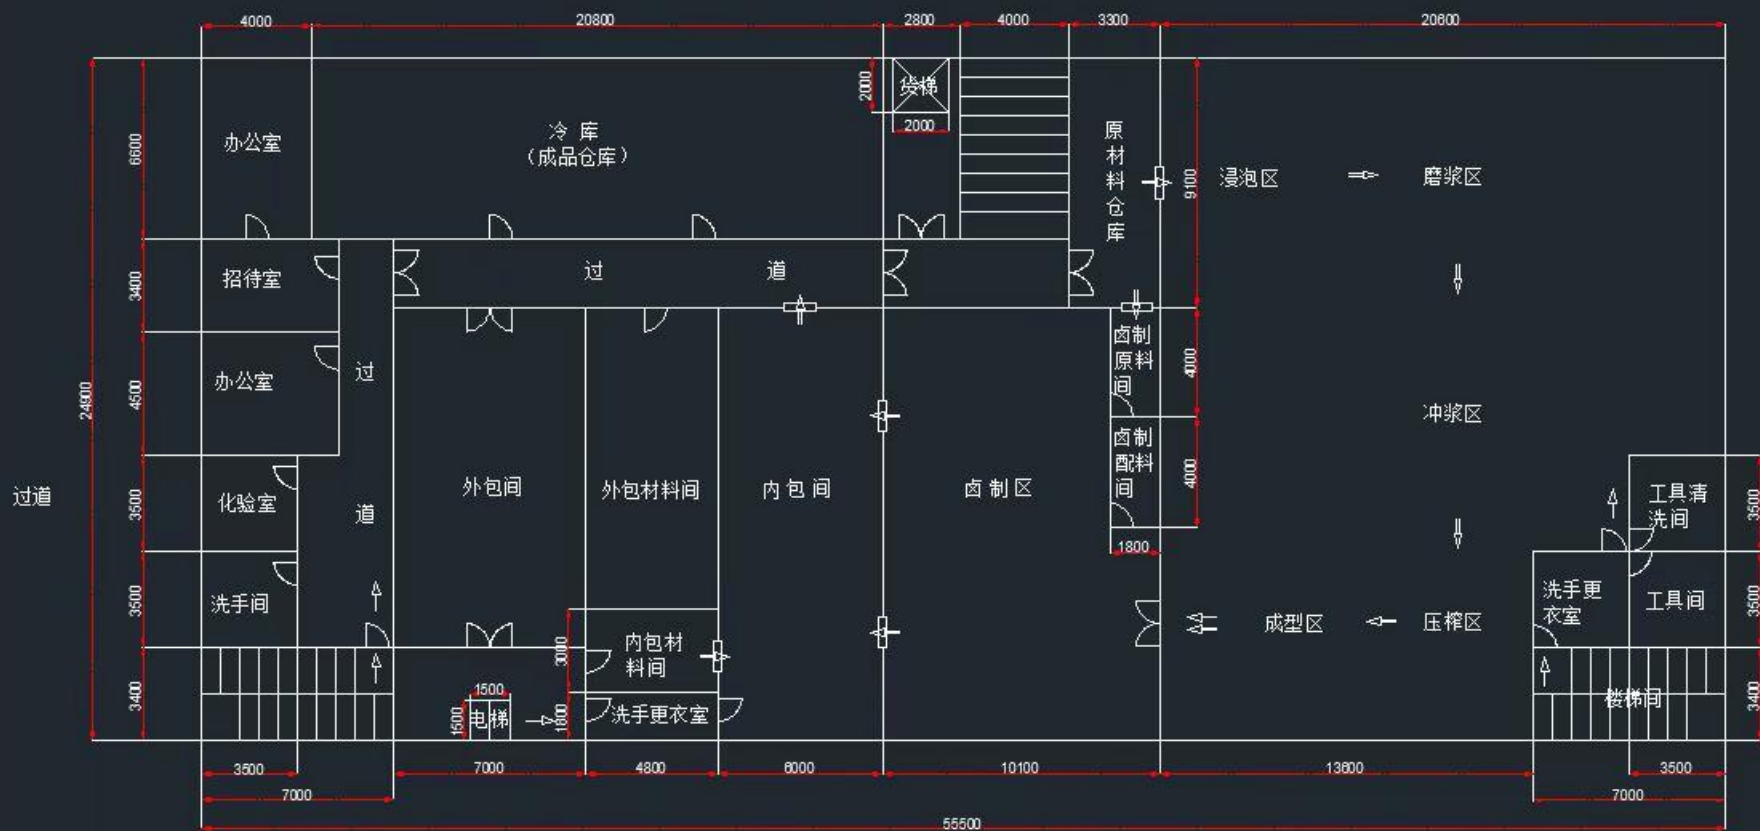 4000
20800
2800
4000
3300
20600
办公室
冷 库
（成品仓库）
2000
货梯
2000
原
材
料
仓
库
9100
浸泡区
磨浆区
6600
3400
4500
3500
3500
3400
24900
过道
招待室
过
道
办公室
过
道
化验室
洗手间
外包间
外包材料间
内 包 间
卤 制 区
卤制
原料
间
4000
卤制
配料
间
4000
1800
冲浆区
工具清
洗间
3500
洗手更
衣室
工具间
3500
成型区
压榨区
楼梯间
3400
内包材
料间
3000
洗手更衣室
1800
1500
1500
电梯
3500
7000
4800
6000
10100
13600
3500
7000
7000
55500